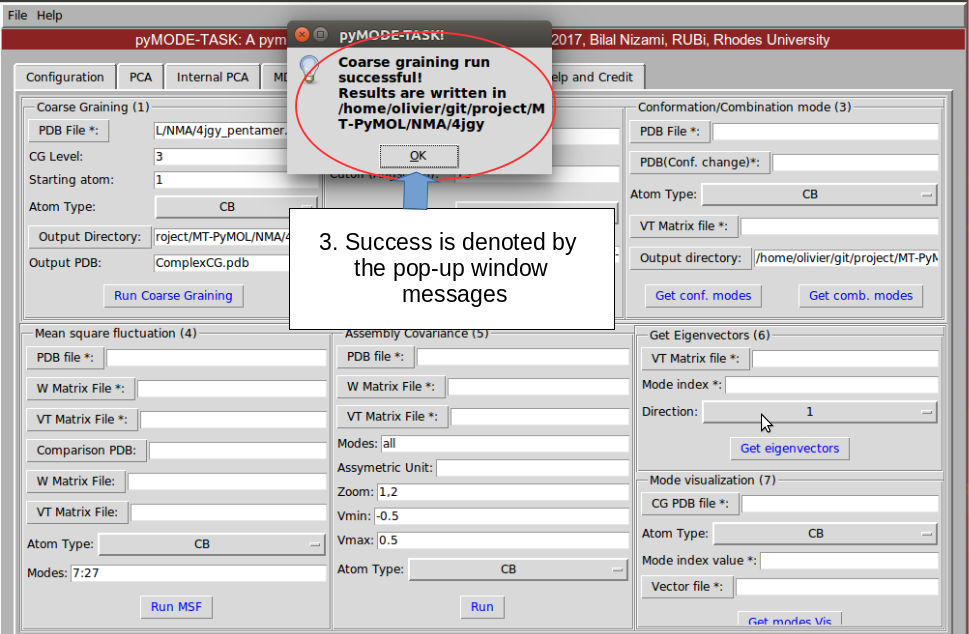 File Help
pyMODE-TASK: A pym
2017, Bilal Nizami, RUBi, Rhodes University
pyMODE-TASK!
Coarse graining run
successful!
Results are written in
/home/olivier/git/project/M
T-PyMOL/NMA/4jgy
OK
3. Success is denoted by
the pop-up window
messages
Configuration
PCA
Internal PCA
elp and Credit
Coarse Graining (1)
PDB File *:
L/NMA/4jgy_pentamer.
CG Level:
3
Starting atom:
1
Atom Type:
CB
Output Directory:
roject/MT-PyMOL/NMA/4
Output PDB:
ComplexCG.pdb
Run Coarse Graining
Conformation/Combination mode (3)
PDB File *:
PDB(Conf. change)*:
Atom Type:
CB
VT Matrix file *:
Output directory:
/home/olivier/git/project/MT-PyM
Get conf. modes
Get comb. modes
Mean square fluctuation (4)
PDB file *:
W Matrix File *:
VT Matrix File *:
Comparison PDB:
W Matrix File:
VT Matrix File:
Atom Type:
CB
Modes:
7:27
Run MSF
Assembly Covariance (5)
PDB file *:
W Matrix File *:
VT Matrix File *:
Modes:
all
Assymetric Unit:
Zoom:
1,2
Vmin:
-0.5
Vmax:
0.5
Atom Type:
CB
Run
Get Eigenvectors (6)
VT Matrix file *:
Mode index *:
Direction:
1
Get eigenvectors
Mode visualization (7)
CG PDB file *:
Atom Type:
CB
Mode index value *:
Vector file *:
Get modes Vis